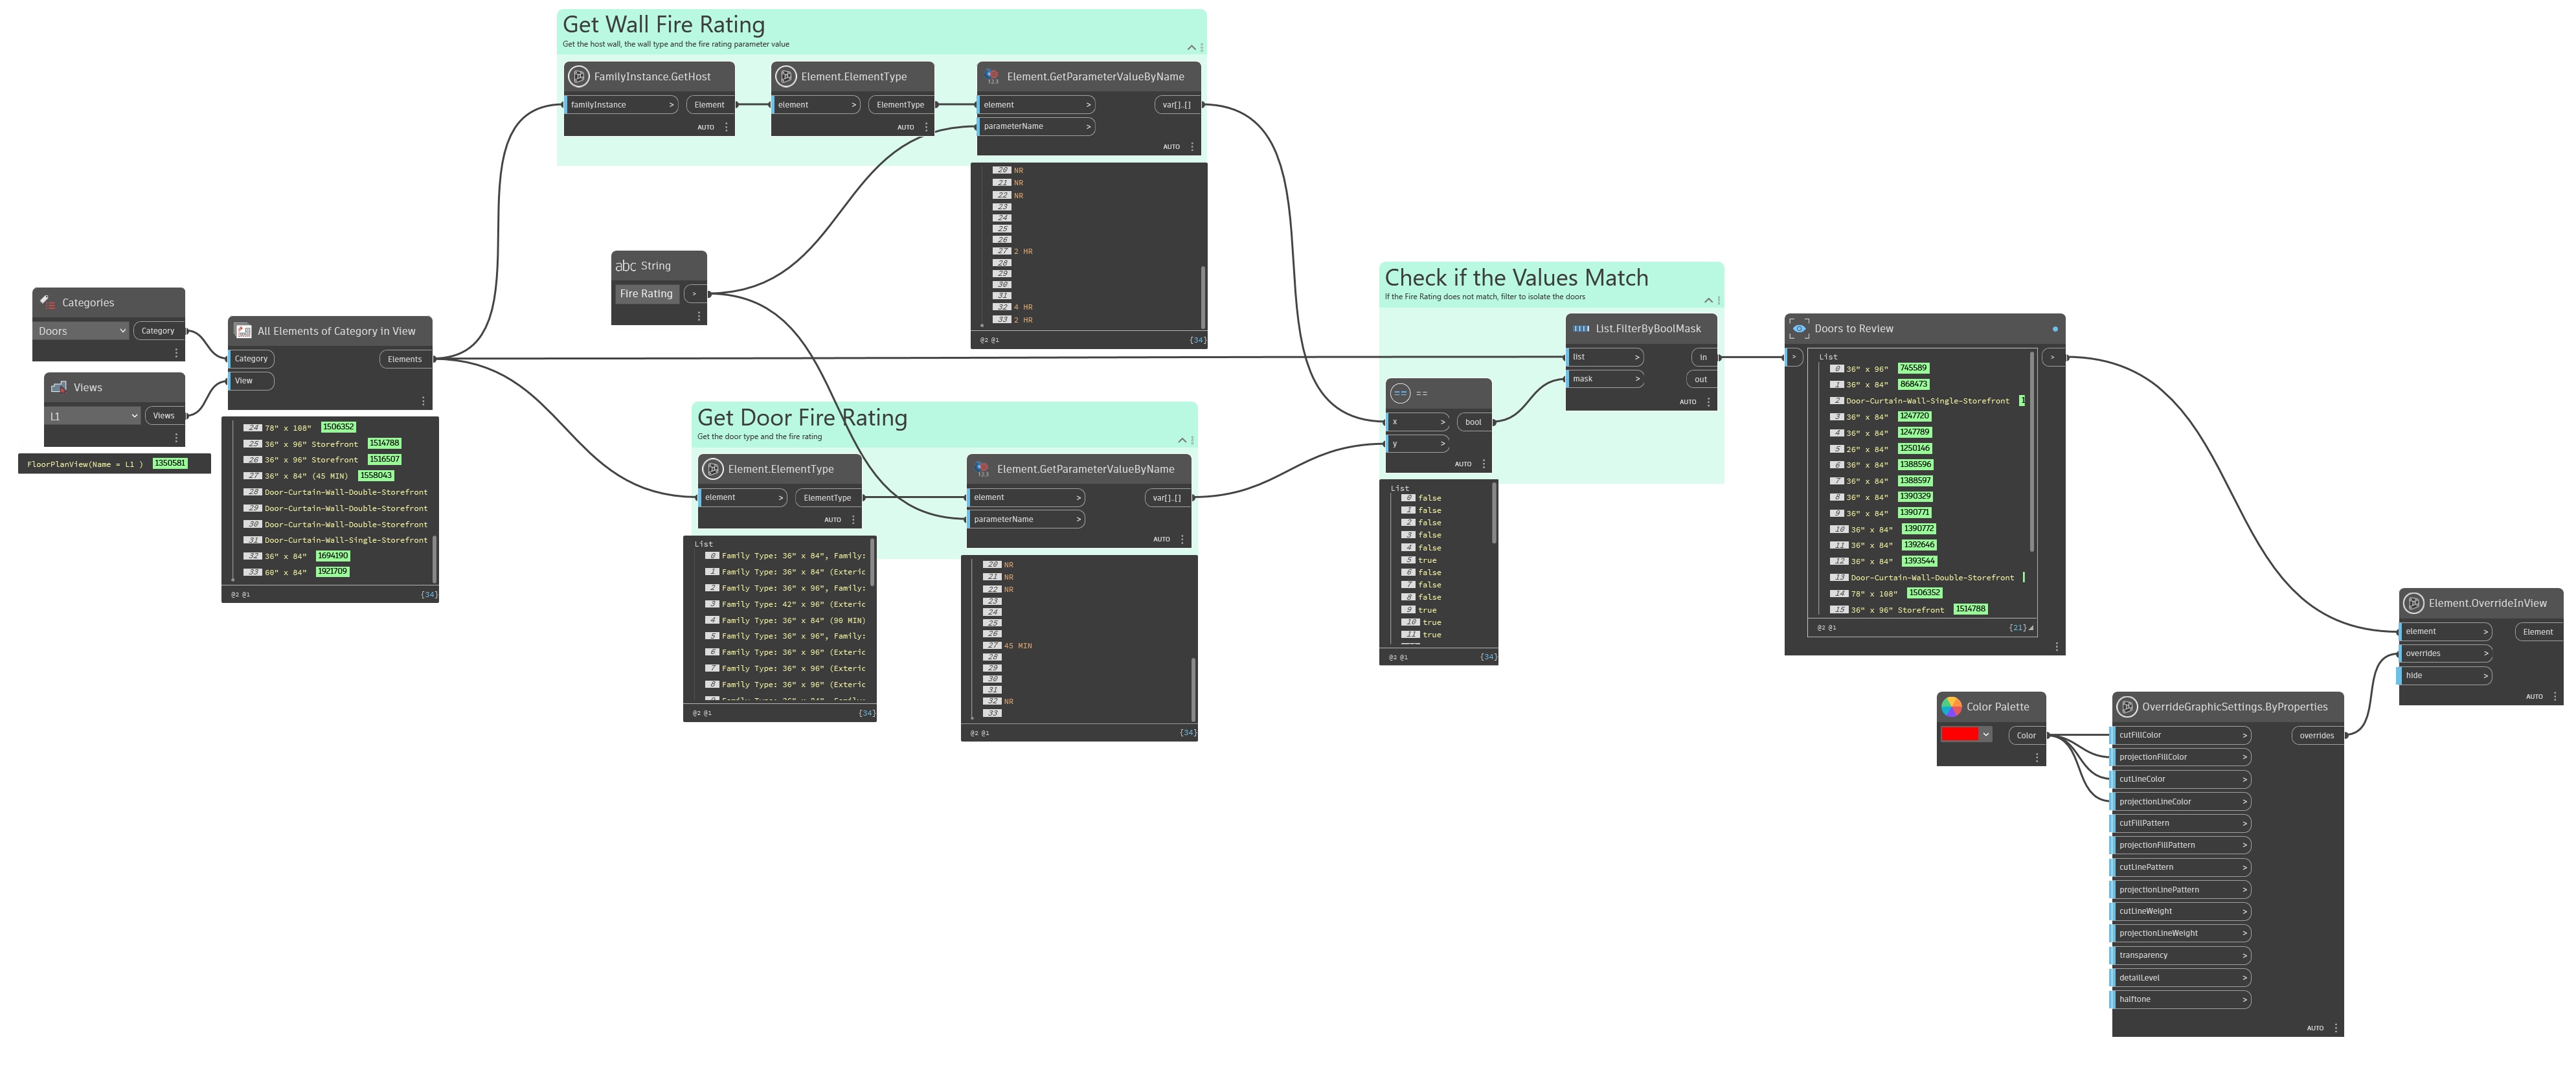 Get Wall Fire Rating
Get the host wall, the wall type and the fire rating parameter value
FamilyInstance.GetHost
familyInstance >
Element
AUTO
Element.ElementType
element >
ElementType
AUTO
Element.GetParameterValueByName
element >
var[]..[]
parameterName >
AUTO
20 NR
21 NR
22 NR
23
24
25
26
27 2 HR
28
29
30
31
32 4 HR
33 2 HR
@2 @1 {34}
abc String
Fire Rating >
Categories
Doors
Category
Views
L1
Views
FloorPlanView(Name = L1 ) 1350581
All Elements of Category in View
Category
Elements
View
24 78" x 108" 1506352
25 36" x 96" Storefront 1514788
26 36" x 96" Storefront 1516507
27 36" x 84" (45 MIN) 1558043
28 Door-Curtain-Wall-Double-Storefront
29 Door-Curtain-Wall-Double-Storefront
30 Door-Curtain-Wall-Double-Storefront
31 Door-Curtain-Wall-Single-Storefront
32 36" x 84" 1694190
33 60" x 84" 1921709
@2 @1 {34}
Get Door Fire Rating
Get the door type and the fire rating
Element.ElementType
element >
ElementType
AUTO
List
0 Family Type: 36" x 84", Family:
1 Family Type: 36" x 84" (Exteric
2 Family Type: 36" x 96", Family:
3 Family Type: 42" x 96" (Exteric
4 Family Type: 36" x 84" (90 MIN)
5 Family Type: 36" x 96", Family:
6 Family Type: 36" x 96" (Exteric
7 Family Type: 36" x 96" (Exteric
8 Family Type: 36" x 96" (Exteric
@2 @1 {34}
Element.GetParameterValueByName
element >
var[]..[]
parameterName >
AUTO
20 NR
21 NR
22 NR
23
24
25
26
27 45 MIN
28
29
30
31
32 NR
33
@2 @1 {34}
Check if the Values Match
If the Fire Rating does not match, filter to isolate the doors
List.FilterByBoolMask
list >
in
mask >
out
AUTO
== ==
x >
bool
y >
AUTO
List
0 false
1 false
2 false
3 false
4 false
5 true
6 false
7 false
8 false
9 true
10 true
11 true
@2 @1 {34}
Doors to Review
> >
List
0 36" x 96" 745589
1 36" x 84" 868473
2 Door-Curtain-Wall-Single-Storefront 1
3 36" x 84" 1247720
4 36" x 84" 1247789
5 26" x 84" 1250146
6 36" x 84" 1388596
7 36" x 84" 1388597
8 36" x 84" 1390329
9 36" x 84" 1390771
10 36" x 84" 1390772
11 36" x 84" 1392646
12 36" x 84" 1393544
13 Door-Curtain-Wall-Double-Storefront
14 78" x 108" 1506352
15 36" x 96" Storefront 1514788
@2 @1 {21}
Color Palette
Color
OverrideGraphicSettings.ByProperties
cutFillColor >
overrides
projectionFillColor >
cutLineColor >
projectionLineColor >
cutFillPattern >
projectionFillPattern >
cutLinePattern >
projectionLinePattern >
cutLineWeight >
projectionLineWeight >
transparency >
detailLevel >
halftone >
AUTO
Element.OverrideInView
element >
Element
overrides >
hide >
AUTO